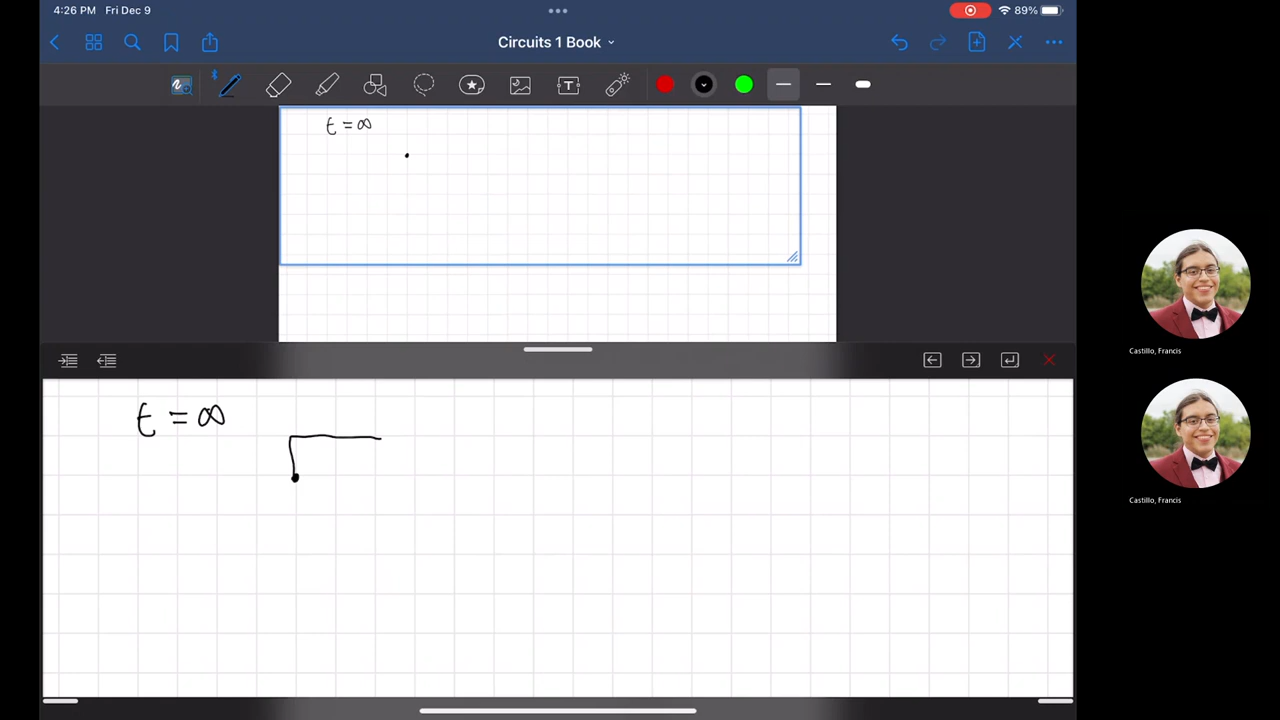 4:26 PM Fri Dec 9
89%
Circuits 1 Book
T
t = ∞
t = ∞
Castillo, Francis
Castillo, Francis